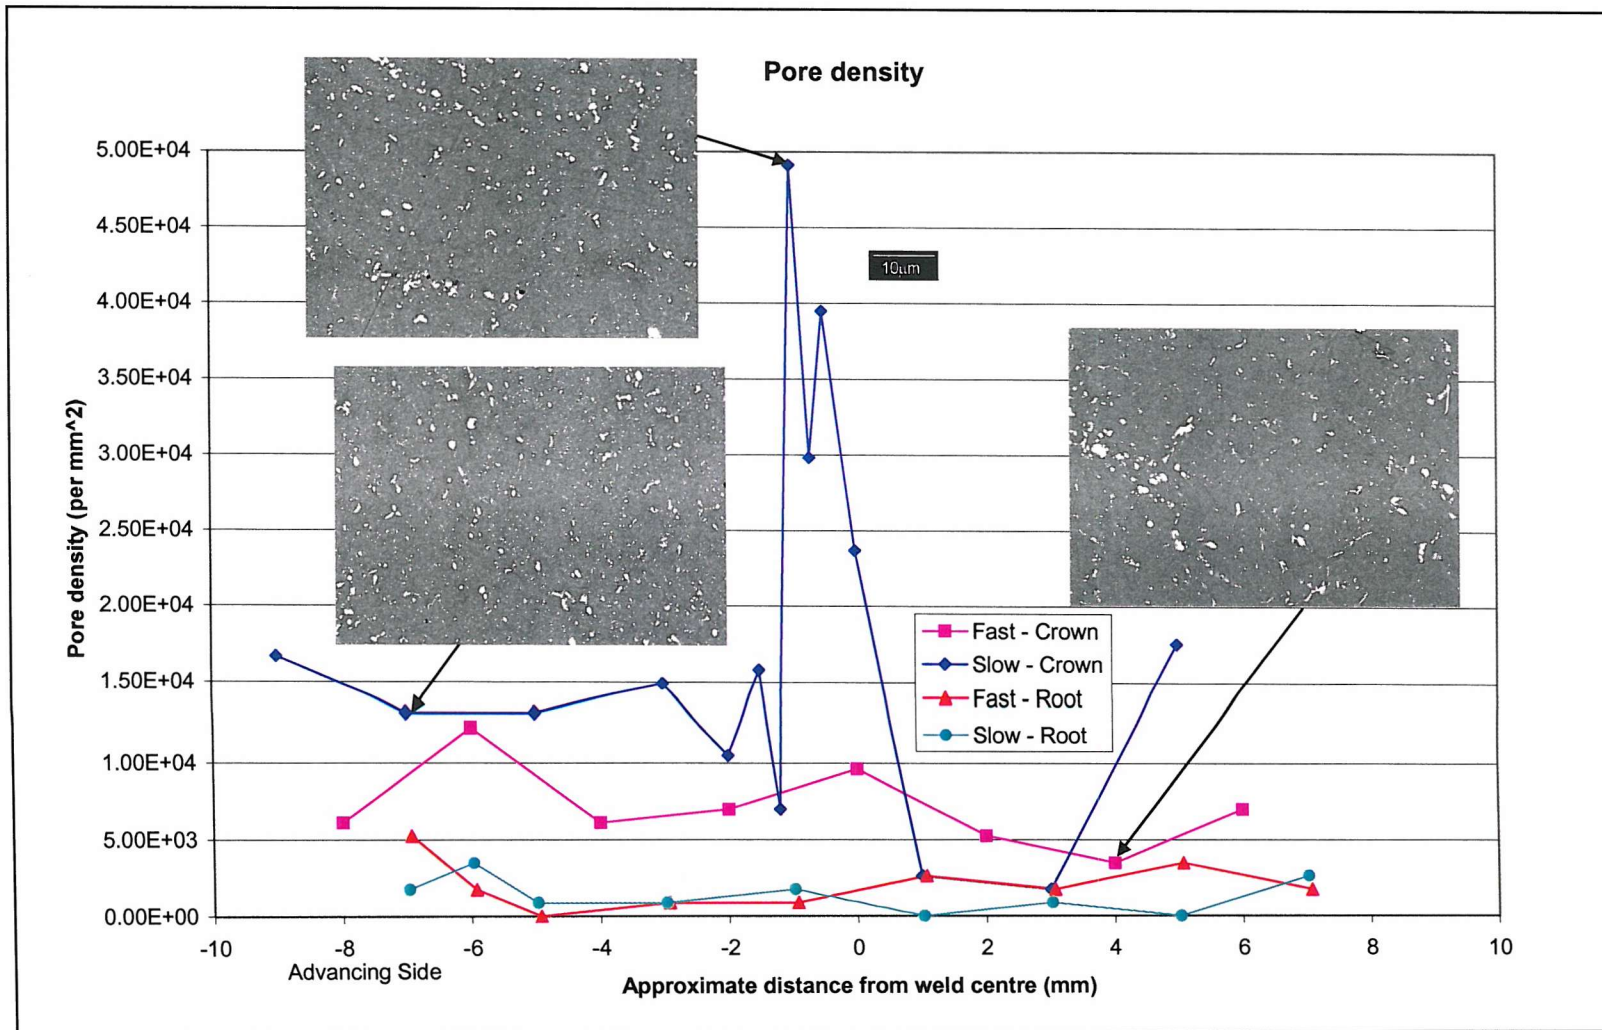 Pore density
5.00E+04
4.50E+04
4.00E+04
3.50E+04
3.00E+04
2.50E+04
2.00E+04
1.50E+04
1.00E+04
5.00E+03
0.00E+00
Pore density (per mm^2)
10µm
Fast - Crown
Slow - Crown
Fast - Root
Slow - Root
-10 -8 -6 -4 -2 0 2 4 6 8 10
Advancing Side
Approximate distance from weld centre (mm)